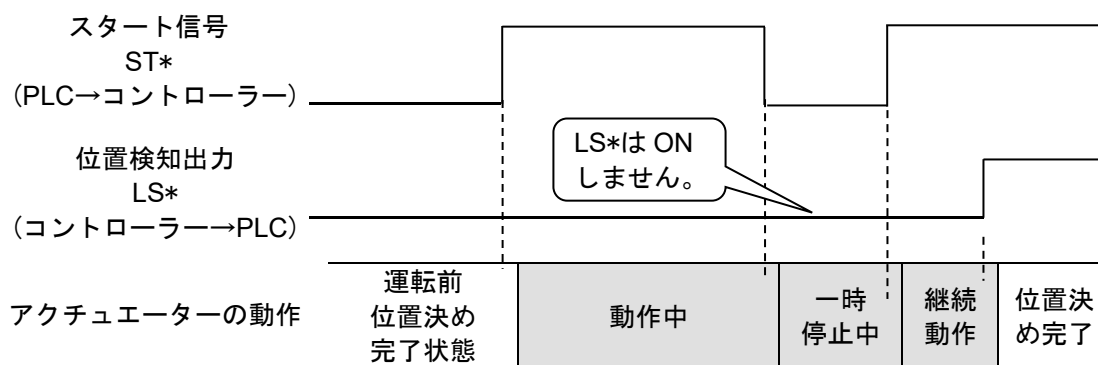 スタート信号
ST*
（PLC→コントローラー）
LS*は ON
しません。
位置検知出力
LS*
（コントローラー→PLC）
アクチュエーターの動作
運転前
位置決め
完了状態
動作中
一時
停止中
継続
動作
位置決
め完了